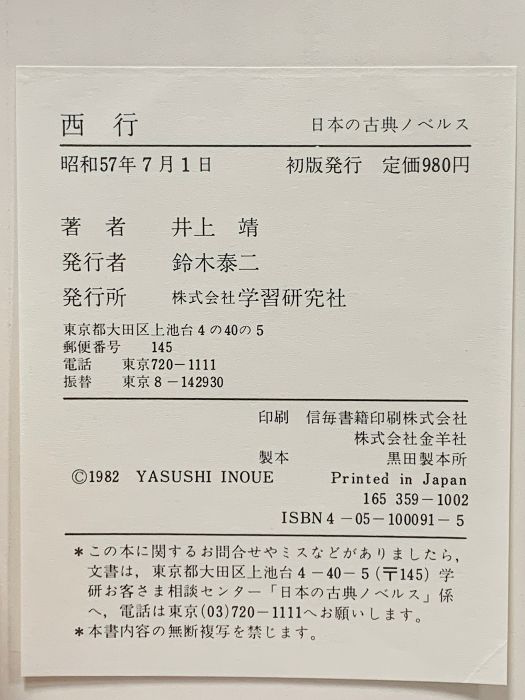 西行 日本の古典ノベルス
昭和57年7月1日 初版発行 定価980円
著者 井上 靖
発行者 鈴木泰二
発行所 株式会社学習研究社
東京都大田区上池台4の40の5
郵便番号 145
電話 東京720-1111
振替 東京8-142930
印刷 信毎書籍印刷株式会社
株式会社金羊社
製本 黒田製本所
©1982 YASUSHI INOUE Printed in Japan
165 359-1002
ISBN4-05-100091-5
*この本に関するお問合せやミスなどがありましたら,
文書は,東京都大田区上池台4-40-5(〒145)学
研お客さま相談センター「日本の古典ノベルス」係
へ,電話は東京(03)720-1111へお願いします。
*本書内容の無断複写を禁じます。